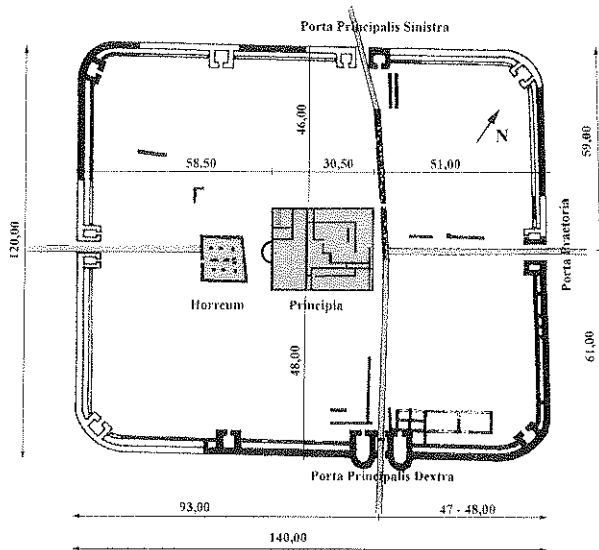 Porta Principalis Sinistra
46,00
N
59,00
58,50
30,50
51,00
120,00
Porta Praetoria
Horreum
Principia
48,00
61,00
Porta Principalis Dextra
93,00
47 - 48,00
140,00